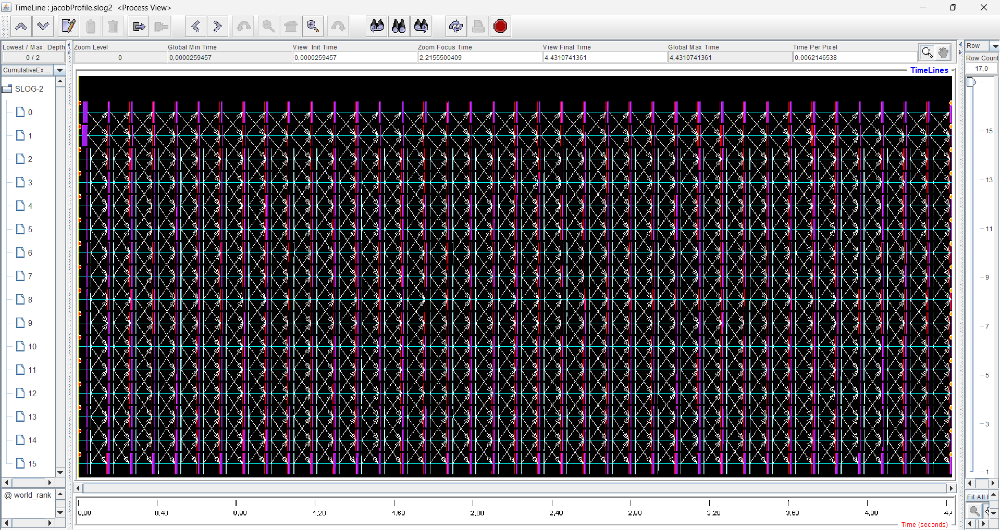 TimeLine : jacobProfile.slog2  <Process View>
Lowest / Max. Depth
0 / 2
Zoom Level
0
Global Min Time
0,0000259457
View Init Time
0,0000259457
Zoom Focus Time
2,2155500409
View Final Time
4,4310741361
Global Max Time
4,4310741361
Time Per Pixel
0,0062146538
Row
Row Count
17,0
CumulativeEx...
TimeLines
SLOG-2
0
1
2
3
4
5
6
7
8
9
10
11
12
13
14
15
15
13
11
9
7
5
3
1
@ world_rank
Fit All
0,00
0,40
0,80
1,20
1,60
2,00
2,40
2,80
3,20
3,60
4,00
Time (seconds)